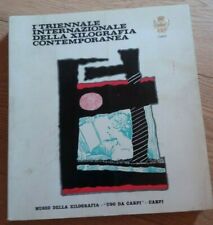 I TRIENNALE
INTERNAZIONALE
DELLA XILOGRAFIA
CONTEMPORANEA
MUSEO DELLA XILOGRAFIA - "UGO DA CARPI" - CARPI